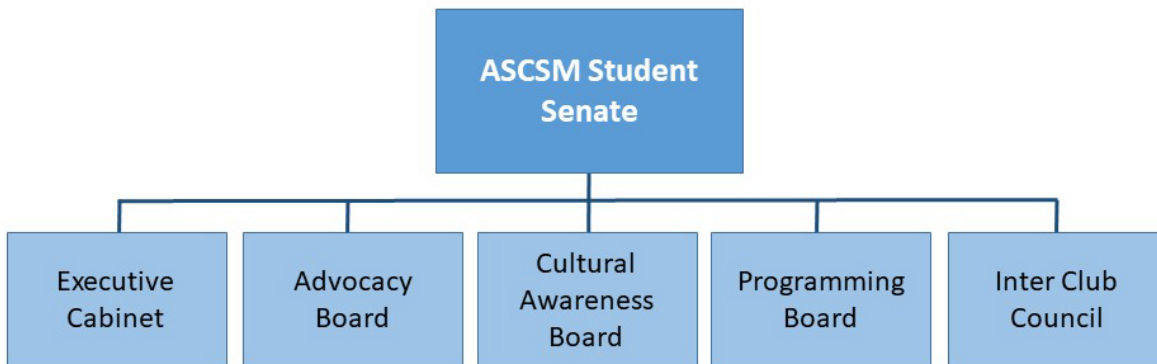 ASCSM Student
Senate
Executive
Cabinet
Advocacy
Board
Cultural
Awareness
Board
Programming
Board
Inter Club
Council